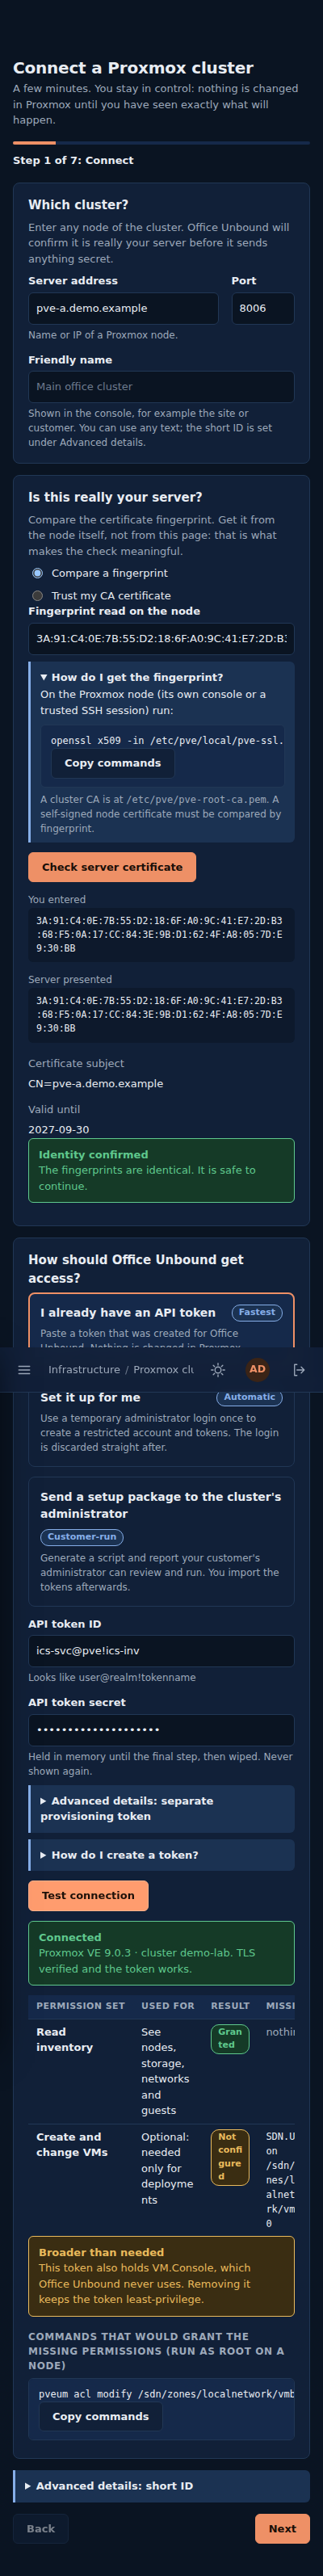 Connect a Proxmox cluster
A few minutes. You stay in control: nothing is changed
in Proxmox until you have seen exactly what will
happen.
Step 1 of 7: Connect
Which cluster?
Enter any node of the cluster. Office Unbound will
confirm it is really your server before it sends
anything secret.
Server address
Port
pve-a.demo.example
8006
Name or IP of a Proxmox node.
Friendly name
Main office cluster
Shown in the console, for example the site or
customer. You can use any text; the short ID is set
under Advanced details.
Is this really your server?
Compare the certificate fingerprint. Get it from
the node itself, not from this page: that is what
makes the check meaningful.
Compare a fingerprint
Trust my CA certificate
Fingerprint read on the node
3A:91:C4:0E:7B:55:D2:18:6F:A0:9C:41:E7:2D:B3
▼ How do I get the fingerprint?
On the Proxmox node (its own console or a
trusted SSH session) run:
openssl x509 -in /etc/pve/local/pve-ssl.
Copy commands
A cluster CA is at /etc/pve/pve-root-ca.pem. A
self-signed node certificate must be compared by
fingerprint.
Check server certificate
You entered
3A:91:C4:0E:7B:55:D2:18:6F:A0:9C:41:E7:2D:B3
:68:F5:0A:17:CC:84:3E:9B:D1:62:4F:A8:05:7D:E
9:30:BB
Server presented
3A:91:C4:0E:7B:55:D2:18:6F:A0:9C:41:E7:2D:B3
:68:F5:0A:17:CC:84:3E:9B:D1:62:4F:A8:05:7D:E
9:30:BB
Certificate subject
CN=pve-a.demo.example
Valid until
2027-09-30
Identity confirmed
The fingerprints are identical. It is safe to
continue.
How should Office Unbound get
access?
I already have an API token
Fastest
Paste a token that was created for Office
Infrastructure / Proxmox clu
AD
Set it up for me
Automatic
Use a temporary administrator login once to
create a restricted account and tokens. The login
is discarded straight after.
Send a setup package to the cluster's
administrator
Customer-run
Generate a script and report your customer's
administrator can review and run. You import the
tokens afterwards.
API token ID
ics-svc@pve!ics-inv
Looks like user@realm!tokenname
API token secret
•••••••••••••••••••
Held in memory until the final step, then wiped. Never
shown again.
▶ Advanced details: separate
provisioning token
▶ How do I create a token?
Test connection
Connected
Proxmox VE 9.0.3 · cluster demo-lab. TLS
verified and the token works.
PERMISSION SET
USED FOR
RESULT
MISSI
Read
inventory
See
nodes,
storage,
networks
and
guests
Gran
ted
nothin
Create and
change VMs
Optional:
needed
only for
deployme
nts
Not
confi
gure
d
SDN.U
on
/sdn/
nes/l
alnet
rk/vm
0
Broader than needed
This token also holds VM.Console, which
Office Unbound never uses. Removing it
keeps the token least-privilege.
COMMANDS THAT WOULD GRANT THE
MISSING PERMISSIONS (RUN AS ROOT ON A
NODE)
pveum acl modify /sdn/zones/localnetwork/vmb
Copy commands
▶ Advanced details: short ID
Back
Next